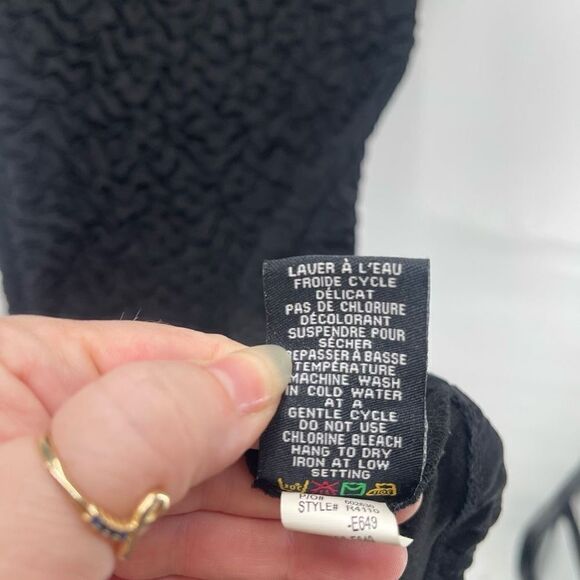 LAVER À L'EAU
FROIDE CYCLE
DÉLICAT
PAS DE CHLORURE
DÉCOLORANT
SUSPENDRE POUR
SÉCHER
REPASSER À BASSE
TEMPÉRATURE
MACHINE WASH
IN COLD WATER
AT A
GENTLE CYCLE
DO NOT USE
CHLORINE BLEACH
HANG TO DRY
IRON AT LOW
SETTING
P/O#
STYLE# R4110
-E649